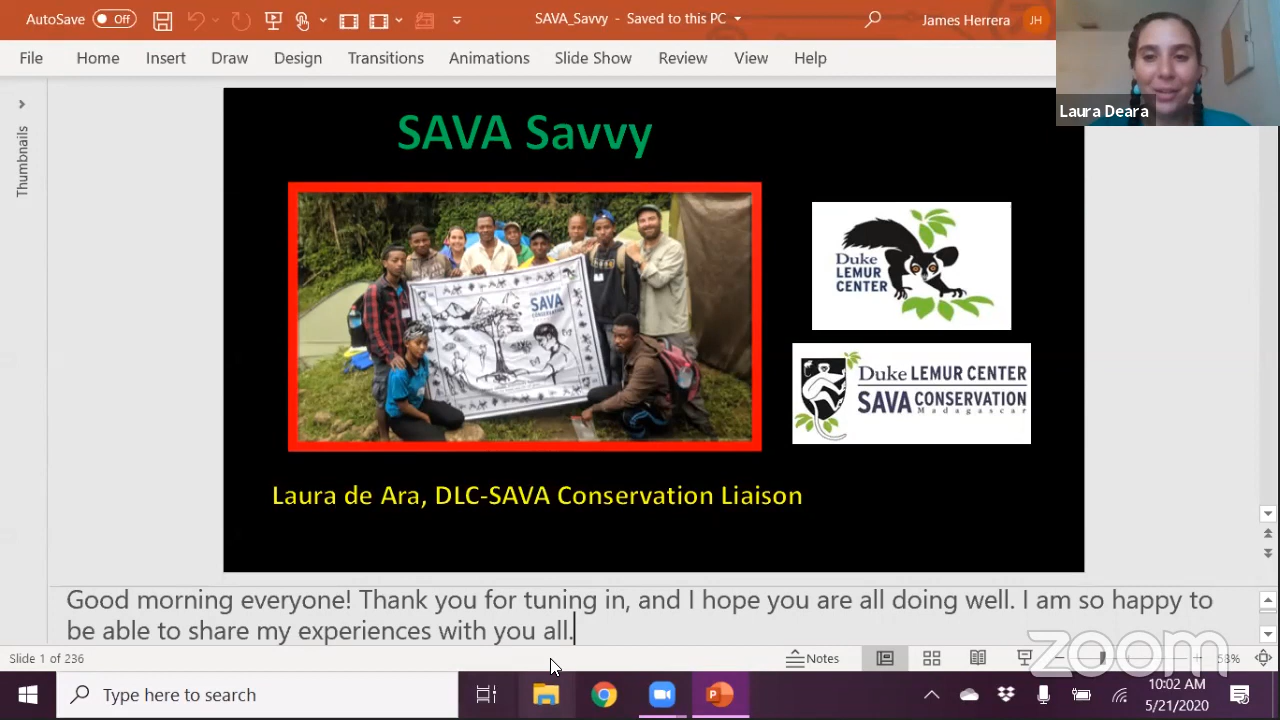 AutoSave Off SAVA_Savvy - Saved to this PC James Herrera JH
File Home Insert Draw Design Transitions Animations Slide Show Review View Help
Laura Deara
Thumbnails
SAVA Savvy
SAVA
CONSERVATION
Duke
LEMUR
CENTER
Duke LEMUR CENTER
SAVA CONSERVATION
Madagascar
Laura de Ara, DLC-SAVA Conservation Liaison
Good morning everyone! Thank you for tuning in, and I hope you are all doing well. I am so happy to
be able to share my experiences with you all.
zoom
Slide 1 of 236 Notes 58%
Type here to search
10:02 AM
5/21/2020